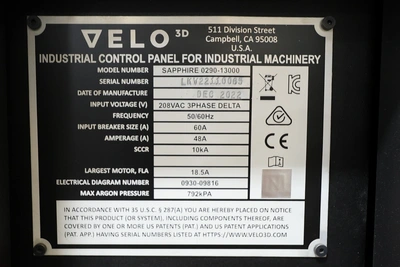 VELO 3D
511 Division Street
Campbell, CA 95008
U.S.A.
INDUSTRIAL CONTROL PANEL FOR INDUSTRIAL MACHINERY
MODEL NUMBER SAPPHIRE 0290-13000
SERIAL NUMBER
DATE OF MANUFACTURE DEC 2022
INPUT VOLTAGE (V) 208VAC 3PHASE DELTA
FREQUENCY 50/60Hz
INPUT BREAKER SIZE (A) 60A
AMPERAGE (A) 48A
SCCR 10kA
LARGEST MOTOR, FLA 18.5A
ELECTRICAL DIAGRAM NUMBER 0930-09816
MAX ARGON PRESSURE 792kPA
CE
IN ACCORDANCE WITH 35 U.S.C. § 287(A) YOU ARE HEREBY PLACED ON NOTICE
THAT THIS PRODUCT (OR SYSTEM), INCLUDING COMPONENTS THEREOF, ARE
COVERED BY ONE OR MORE US PATENTS (PAT.) AND US PATENT APPLICATIONS
(PAT. APP.) HAVING SERIAL NUMBERS LISTED AT HTTPS://WWW.VELO3D.COM